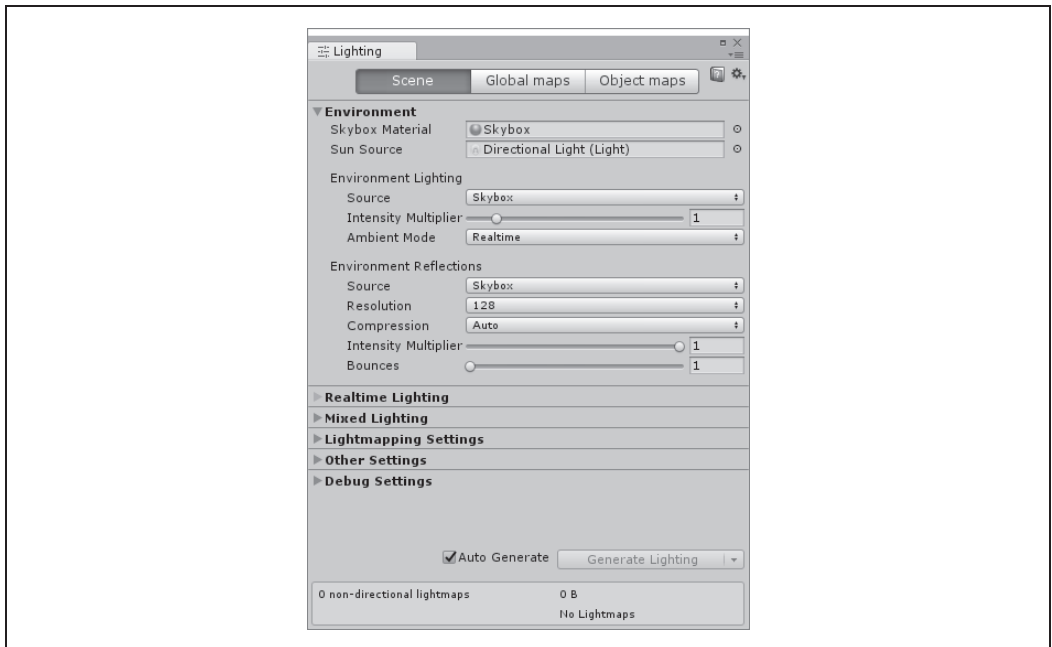 Lighting
Scene Global maps Object maps
Environment
Skybox Material Skybox
Sun Source Directional Light (Light)
Environment Lighting
Source Skybox
Intensity Multiplier 1
Ambient Mode Realtime
Environment Reflections
Source Skybox
Resolution 128
Compression Auto
Intensity Multiplier 1
Bounces 1
Realtime Lighting
Mixed Lighting
Lightmapping Settings
Other Settings
Debug Settings
Auto Generate Generate Lighting
0 non-directional lightmaps 0 B
No Lightmaps